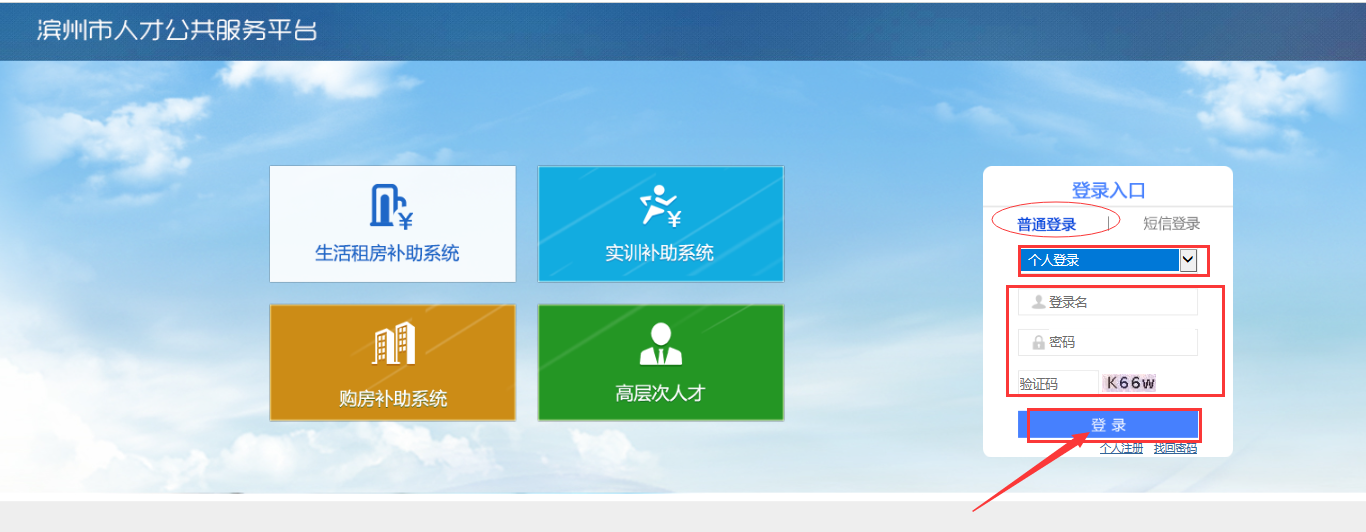 滨州市人才公共服务平台
生活租房补助系统
实训补助系统
购房补助系统
高层次人才
登录入口
普通登录 | 短信登录
个人登录
登录名
密码
验证码 K66w
登 录
个人注册 找回密码